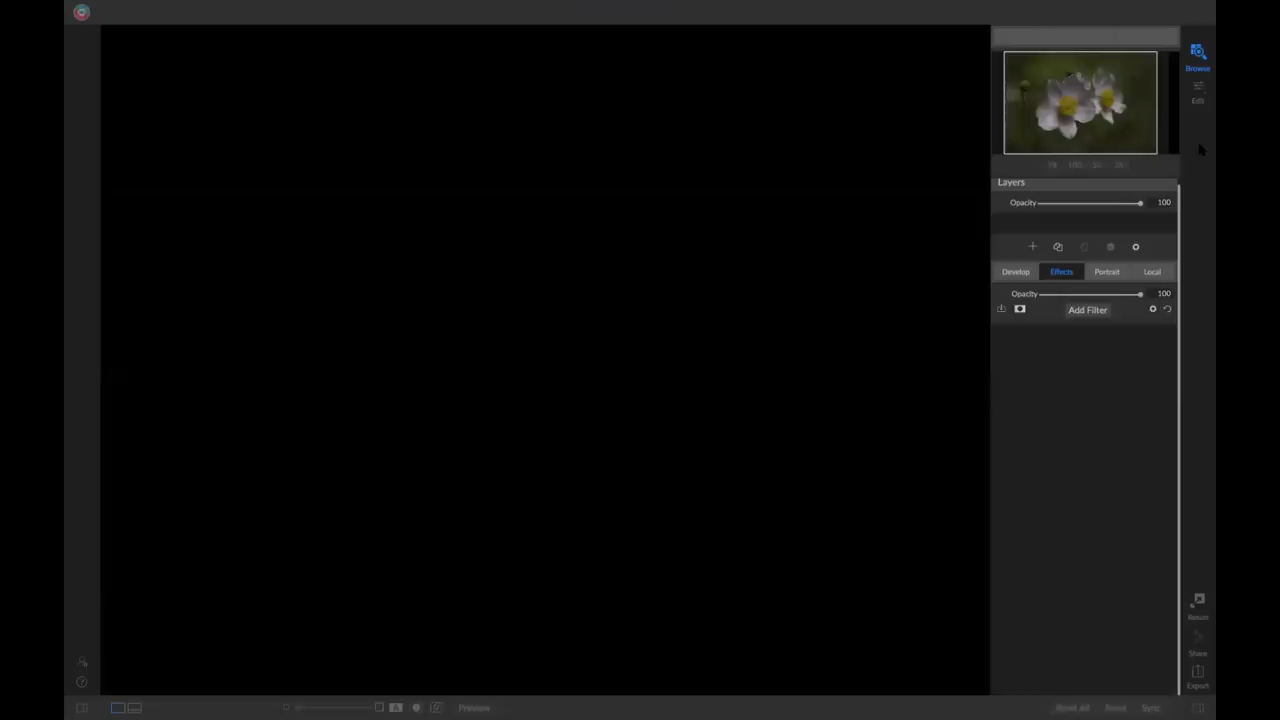 Browse
Edit
Layers
Opacity 100
Develop Effects Portrait Local
Opacity 100
Add Filter
Resize
Share
Export
Preview
Reset All Reset Sync